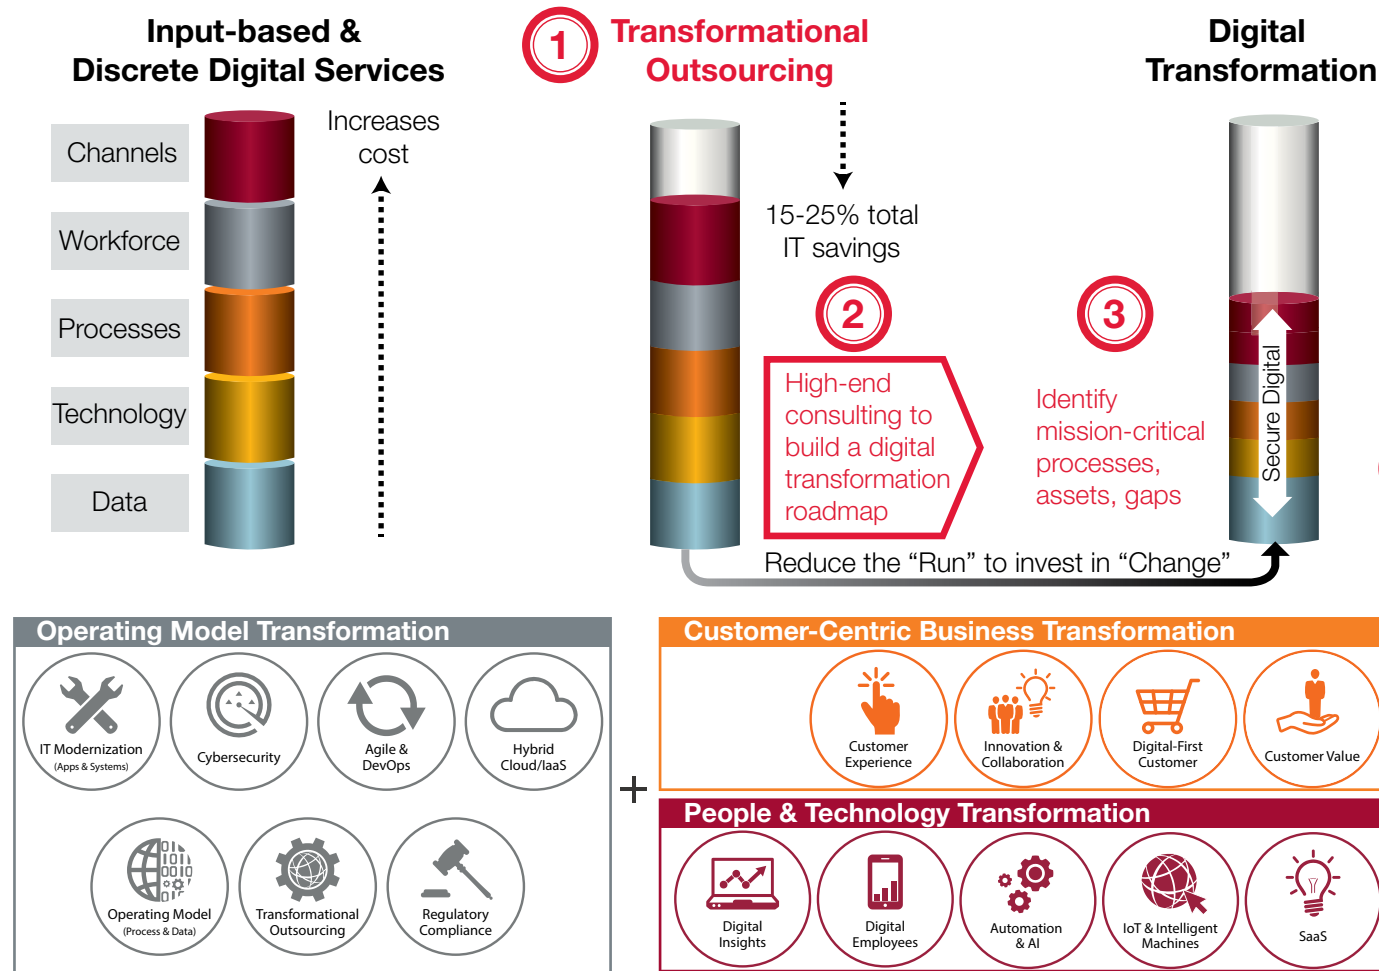 Input-based &
Discrete Digital Services
1
Transformational
Outsourcing
Digital
Transformation
Increases
cost
Channels
Workforce
Processes
Technology
Data
15-25% total
IT savings
2
High-end
consulting to
build a digital
transformation
roadmap
3
Identify
mission-critical
processes,
assets, gaps
Secure Digital
Reduce the “Run” to invest in “Change”
Operating Model Transformation
IT Modernization
(Apps & Systems)
Cybersecurity
Agile &
DevOps
Hybrid
Cloud/IaaS
Operating Model
(Process & Data)
Transformational
Outsourcing
Regulatory
Compliance
+
Customer-Centric Business Transformation
Customer
Experience
Innovation &
Collaboration
Digital-First
Customer
Customer Value
People & Technology Transformation
Digital
Insights
Digital
Employees
Automation
& AI
IoT & Intelligent
Machines
SaaS